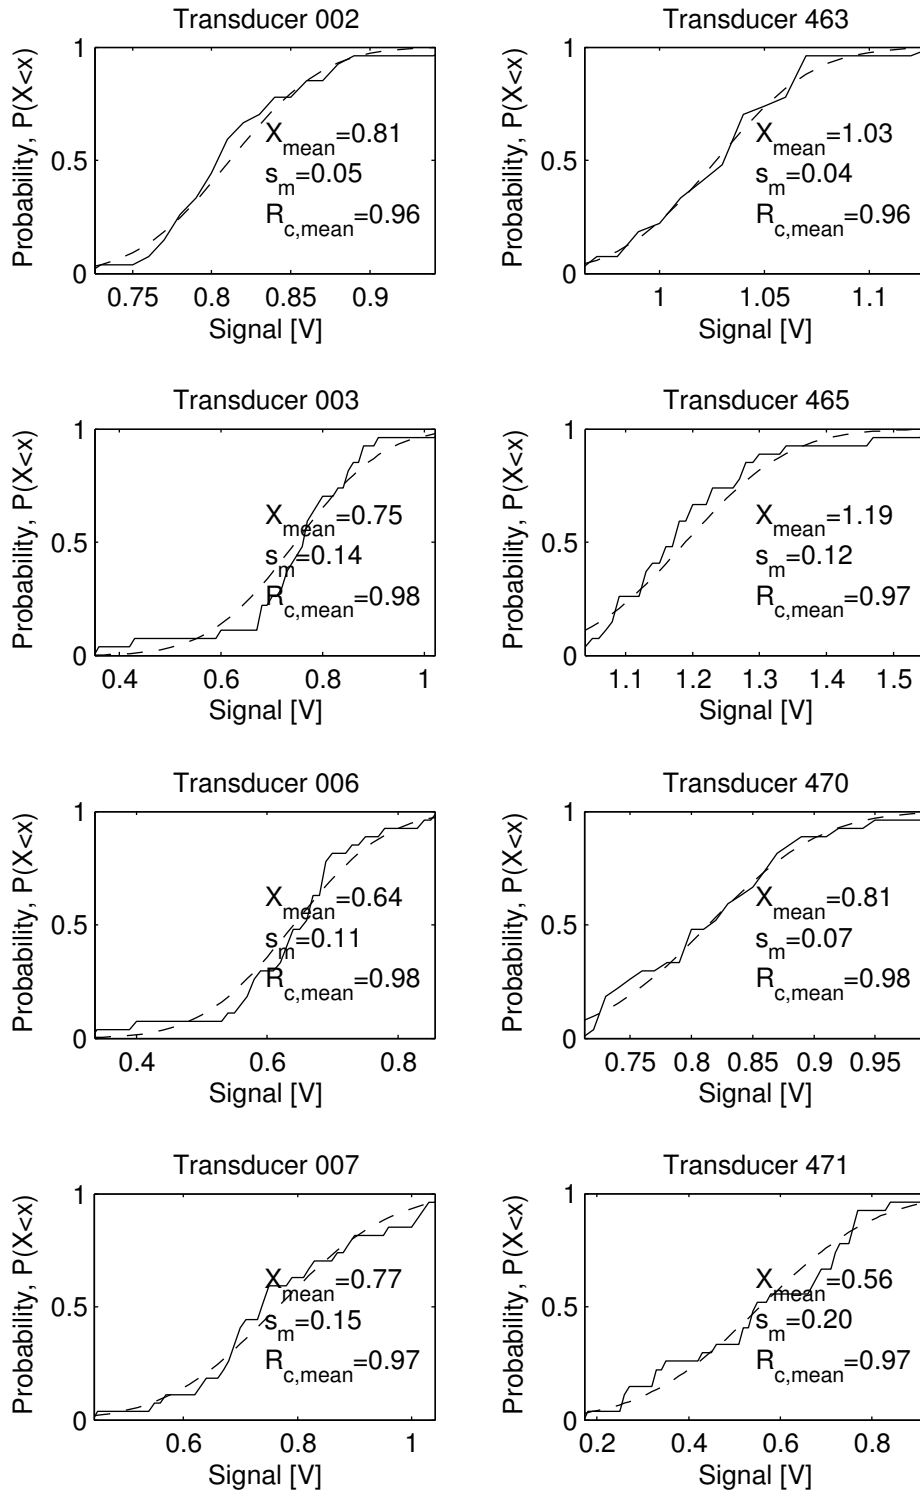 Transducer 002
Probability, P(X<x)
1
0.5
0
X_mean=0.81
s_m=0.05
R_c,mean=0.96
0.75 0.8 0.85 0.9
Signal [V]
Transducer 463
Probability, P(X<x)
1
0.5
0
X_mean=1.03
s_m=0.04
R_c,mean=0.96
1 1.05 1.1
Signal [V]
Transducer 003
Probability, P(X<x)
1
0.5
0
X_mean=0.75
s_m=0.14
R_c,mean=0.98
0.4 0.6 0.8 1
Signal [V]
Transducer 465
Probability, P(X<x)
1
0.5
0
X_mean=1.19
s_m=0.12
R_c,mean=0.97
1.1 1.2 1.3 1.4 1.5
Signal [V]
Transducer 006
Probability, P(X<x)
1
0.5
0
X_mean=0.64
s_m=0.11
R_c,mean=0.98
0.4 0.6 0.8
Signal [V]
Transducer 470
Probability, P(X<x)
1
0.5
0
X_mean=0.81
s_m=0.07
R_c,mean=0.98
0.75 0.8 0.85 0.9 0.95
Signal [V]
Transducer 007
Probability, P(X<x)
1
0.5
0
X_mean=0.77
s_m=0.15
R_c,mean=0.97
0.6 0.8 1
Signal [V]
Transducer 471
Probability, P(X<x)
1
0.5
0
X_mean=0.56
s_m=0.20
R_c,mean=0.97
0.2 0.4 0.6 0.8
Signal [V]